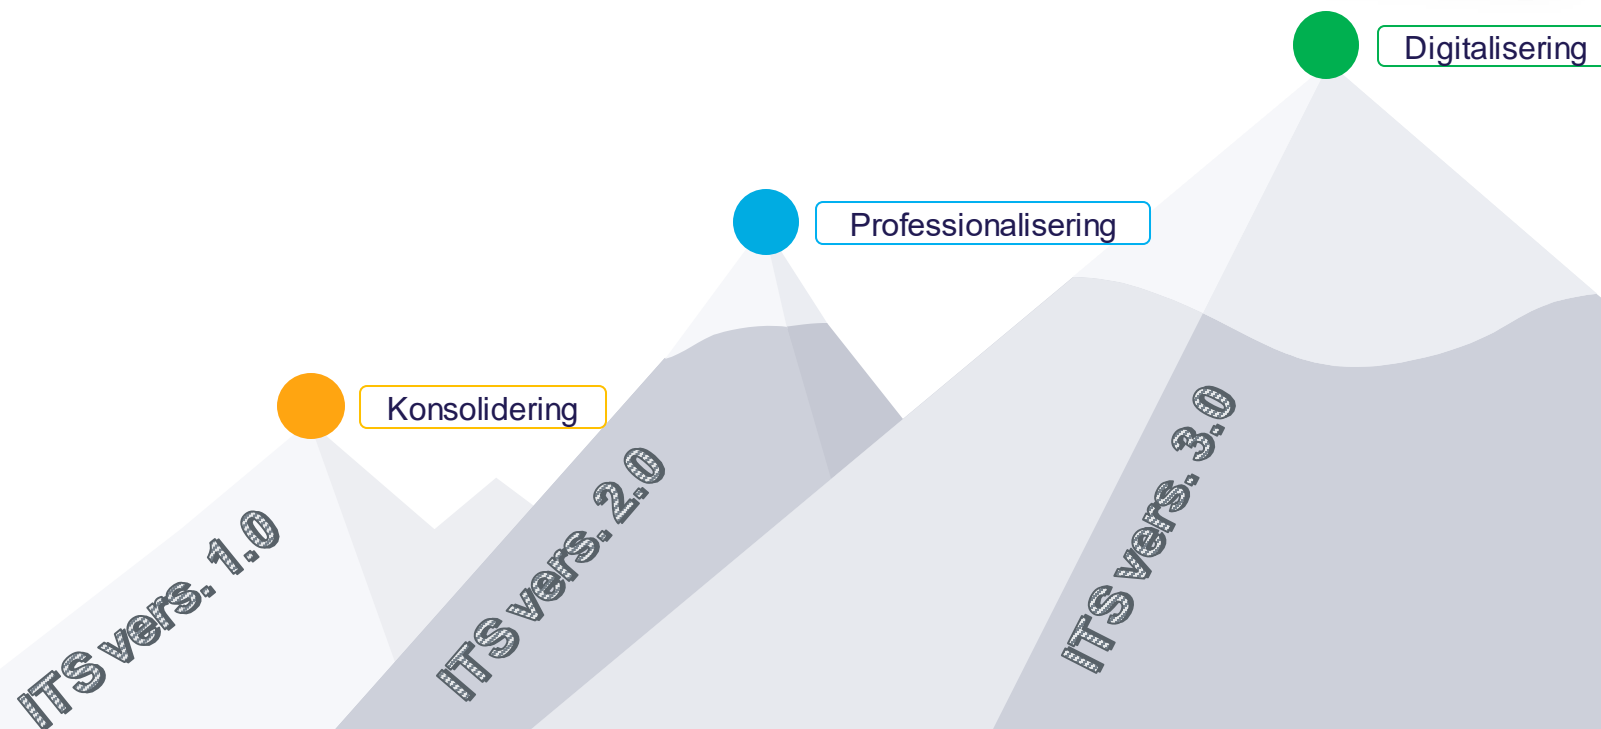 Digitalisering
Professionalisering
Konsolidering
ITS vers. 1.0
ITS vers. 2.0
ITS vers. 3.0